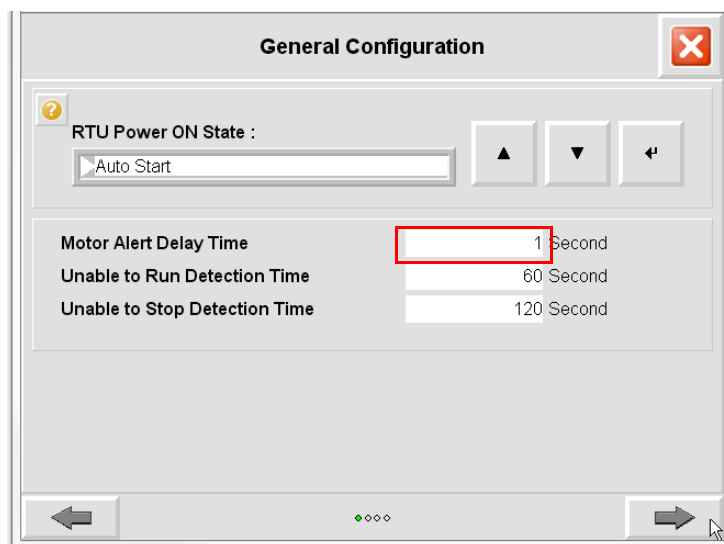 General Configuration
RTU Power ON State :
Auto Start
Motor Alert Delay Time 1 Second
Unable to Run Detection Time 60 Second
Unable to Stop Detection Time 120 Second